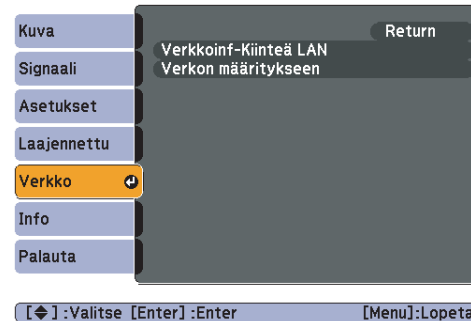 Kuva
Signaali
Asetukset
Laajennettu
Verkko
Info
Palauta
Return
Verkkoinf-Kiinteä LAN
Verkon määritykseen
[ ] :Valitse [Enter] :Enter [Menu]:Lopeta